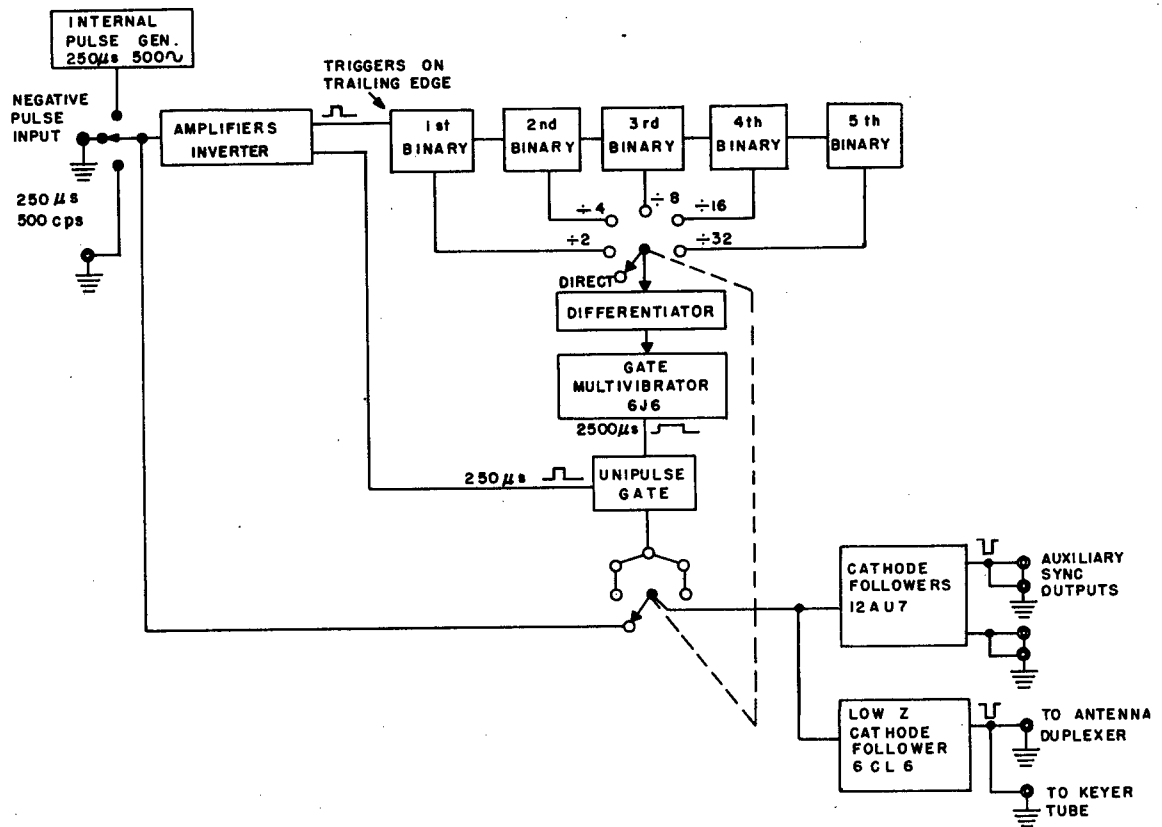 INTERNAL
PULSE GEN.
250μs 500∿
NEGATIVE
PULSE
INPUT
250 μs
500 cps
AMPLIFIERS
INVERTER
TRIGGERS ON
TRAILING EDGE
1st
BINARY
2nd
BINARY
3rd
BINARY
4th
BINARY
5th
BINARY
÷2
÷4
÷8
÷16
÷32
DIRECT
DIFFERENTIATOR
GATE
MULTIVIBRATOR
6J6
2500μs
250μs
UNIPULSE
GATE
CATHODE
FOLLOWERS
12AU7
AUXILIARY
SYNC
OUTPUTS
LOW Z
CATHODE
FOLLOWER
6CL6
TO ANTENNA
DUPLEXER
TO KEYER
TUBE